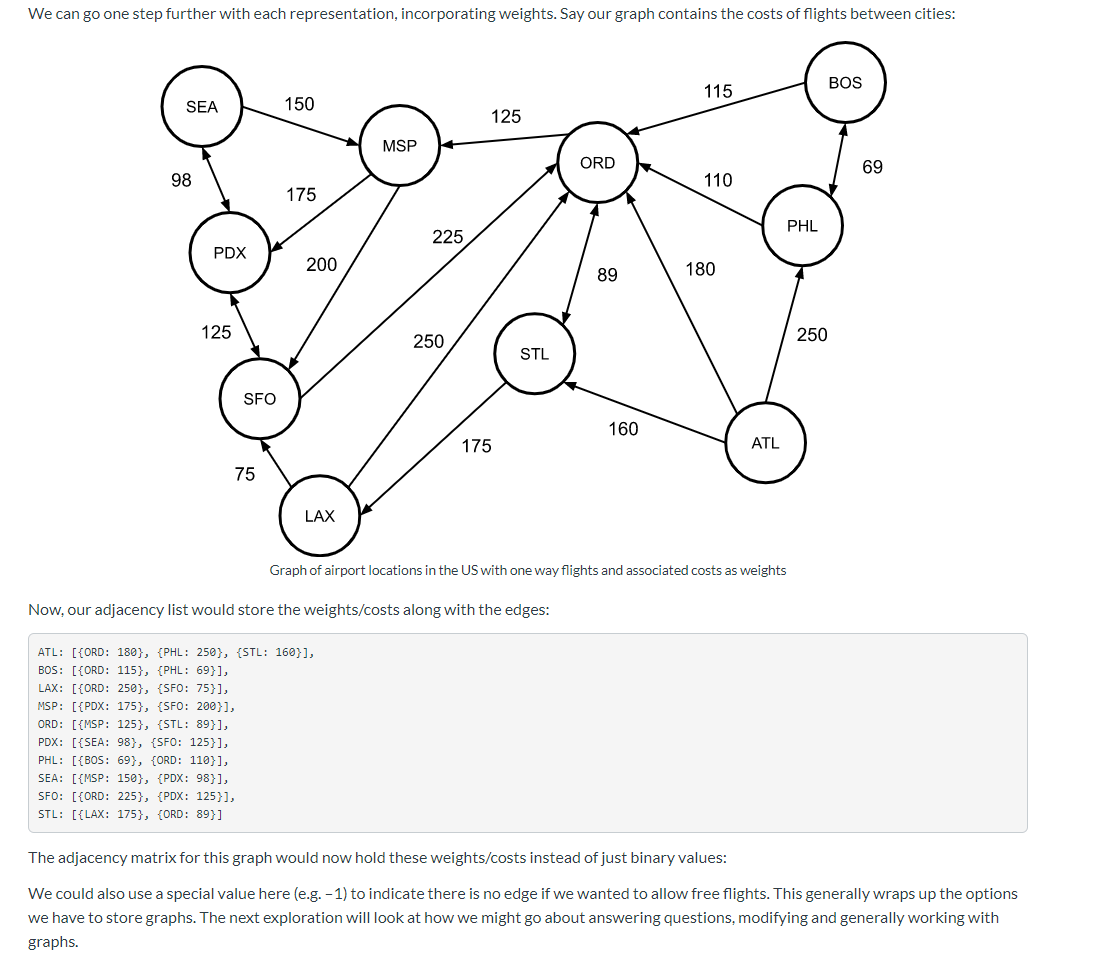 We can go one step further with each representation, incorporating weights. Say our graph contains the costs of flights between cities:
BOS
115
SEA
150
125
MSP
ORD
69
98
110
175
PHL
225
PDX
200
89
180
125
250
250
STL
SFO
160
175
ATL
75
LAX
Graph of airport locations in the US with one way flights and associated costs as weights
Now, our adjacency list would store the weights/costs along with the edges:
ATL: [{ORD: 180}, {PHL: 250}, {STL: 160}],
BOS: [{ORD: 115}, {PHL: 69}],
LAX: [{ORD: 250}, {SFO: 75}],
MSP: [{PDX: 175}, {SFO: 200}],
ORD: [{MSP: 125}, {STL: 89}],
PDX: [{SEA: 98}, {SFO: 125}],
PHL: [{BOS: 69}, {ORD: 110}],
SEA: [{MSP: 150}, {PDX: 98}],
SFO: [{ORD: 225}, {PDX: 125}],
STL: [{LAX: 175}, {ORD: 89}]
The adjacency matrix for this graph would now hold these weights/costs instead of just binary values:
We could also use a special value here (e.g. −1) to indicate there is no edge if we wanted to allow free flights. This generally wraps up the options
we have to store graphs. The next exploration will look at how we might go about answering questions, modifying and generally working with
graphs.